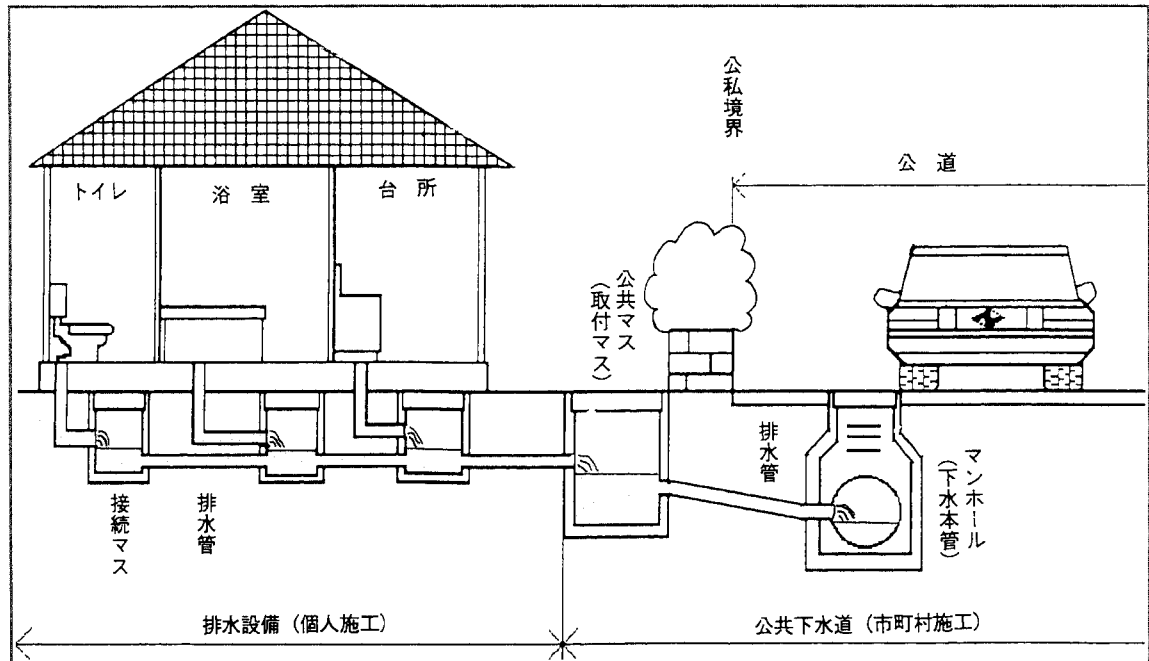 公私境界
公道
トイレ
浴室
台所
公共マス
(取付マス)
排水管
マンホール
(下水本管)
接続マス
排水管
排水設備(個人施工)
公共下水道(市町村施工)